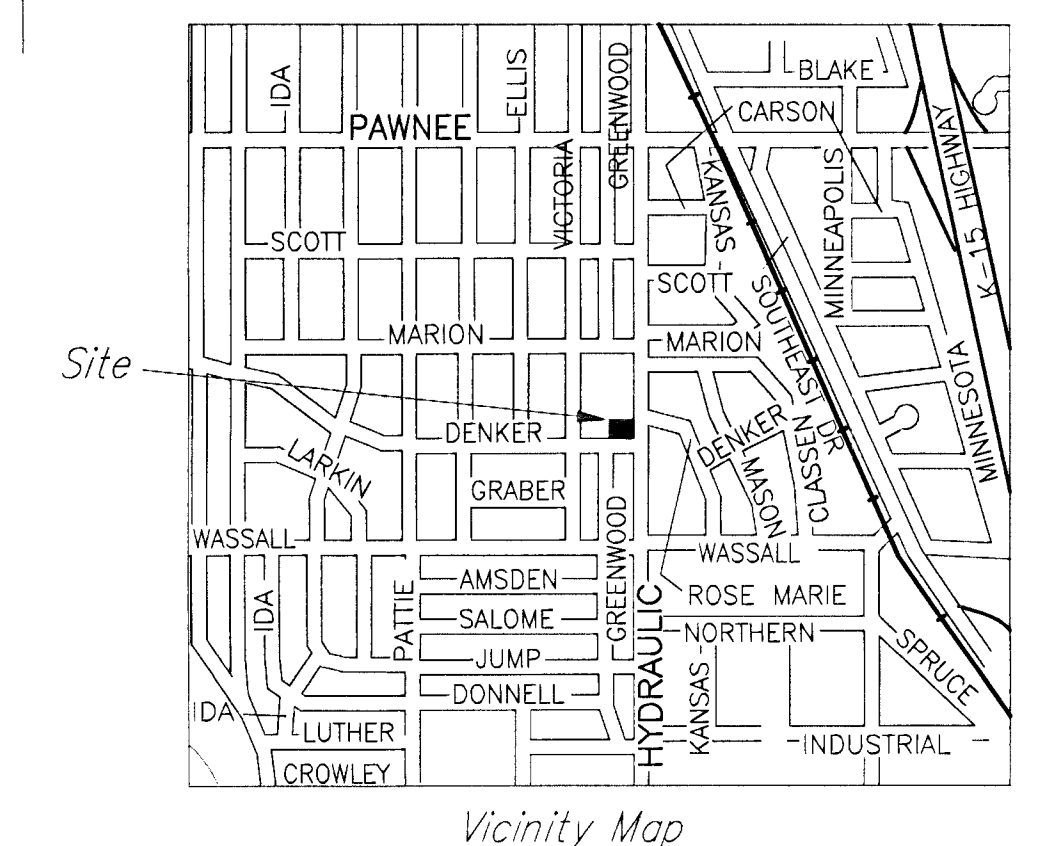 IDA
ELLIS
GREENWOOD
BLAKE
CARSON
PAWNEE
VICTORIA
KANSAS
MINNEAPOLIS
K-15 HIGHWAY
SCOTT
SCOTT
SOUTHEAST DR
MARION
MARION
Site
MINNESOTA
DENKER
DENKER
CLASSEN
LARKIN
GRABER
MASON
WASSALL
GREENWOOD
WASSALL
AMSDEN
IDA
PATTIE
SALOME
HYDRAULIC
ROSE MARIE
NORTHERN
JUMP
SPRUCE
KANSAS
DONNELL
IDA
LUTHER
INDUSTRIAL
CROWLEY
Vicinity Map